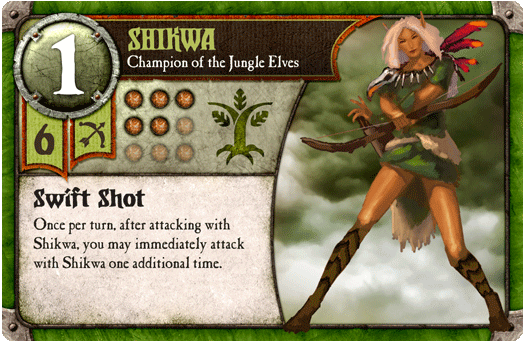 1
SHIKWA
Champion of the Jungle Elves
6
Swift Shot
Once per turn, after attacking with
Shikwa, you may immediately attack
with Shikwa one additional time.